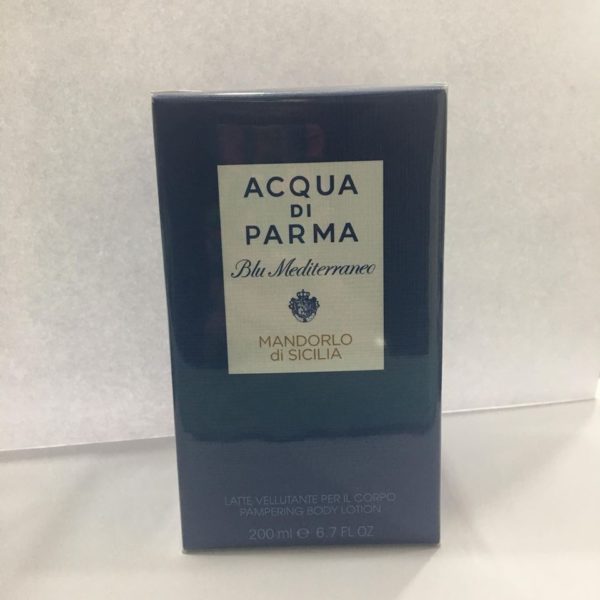 ACQUA
DI
PARMA
Blu Mediterraneo
MANDORLO
di SICILIA
LATTE VELLUTANTE PER IL CORPO
PAMPERING BODY LOTION
200 ml ℮ 6.7 FL OZ